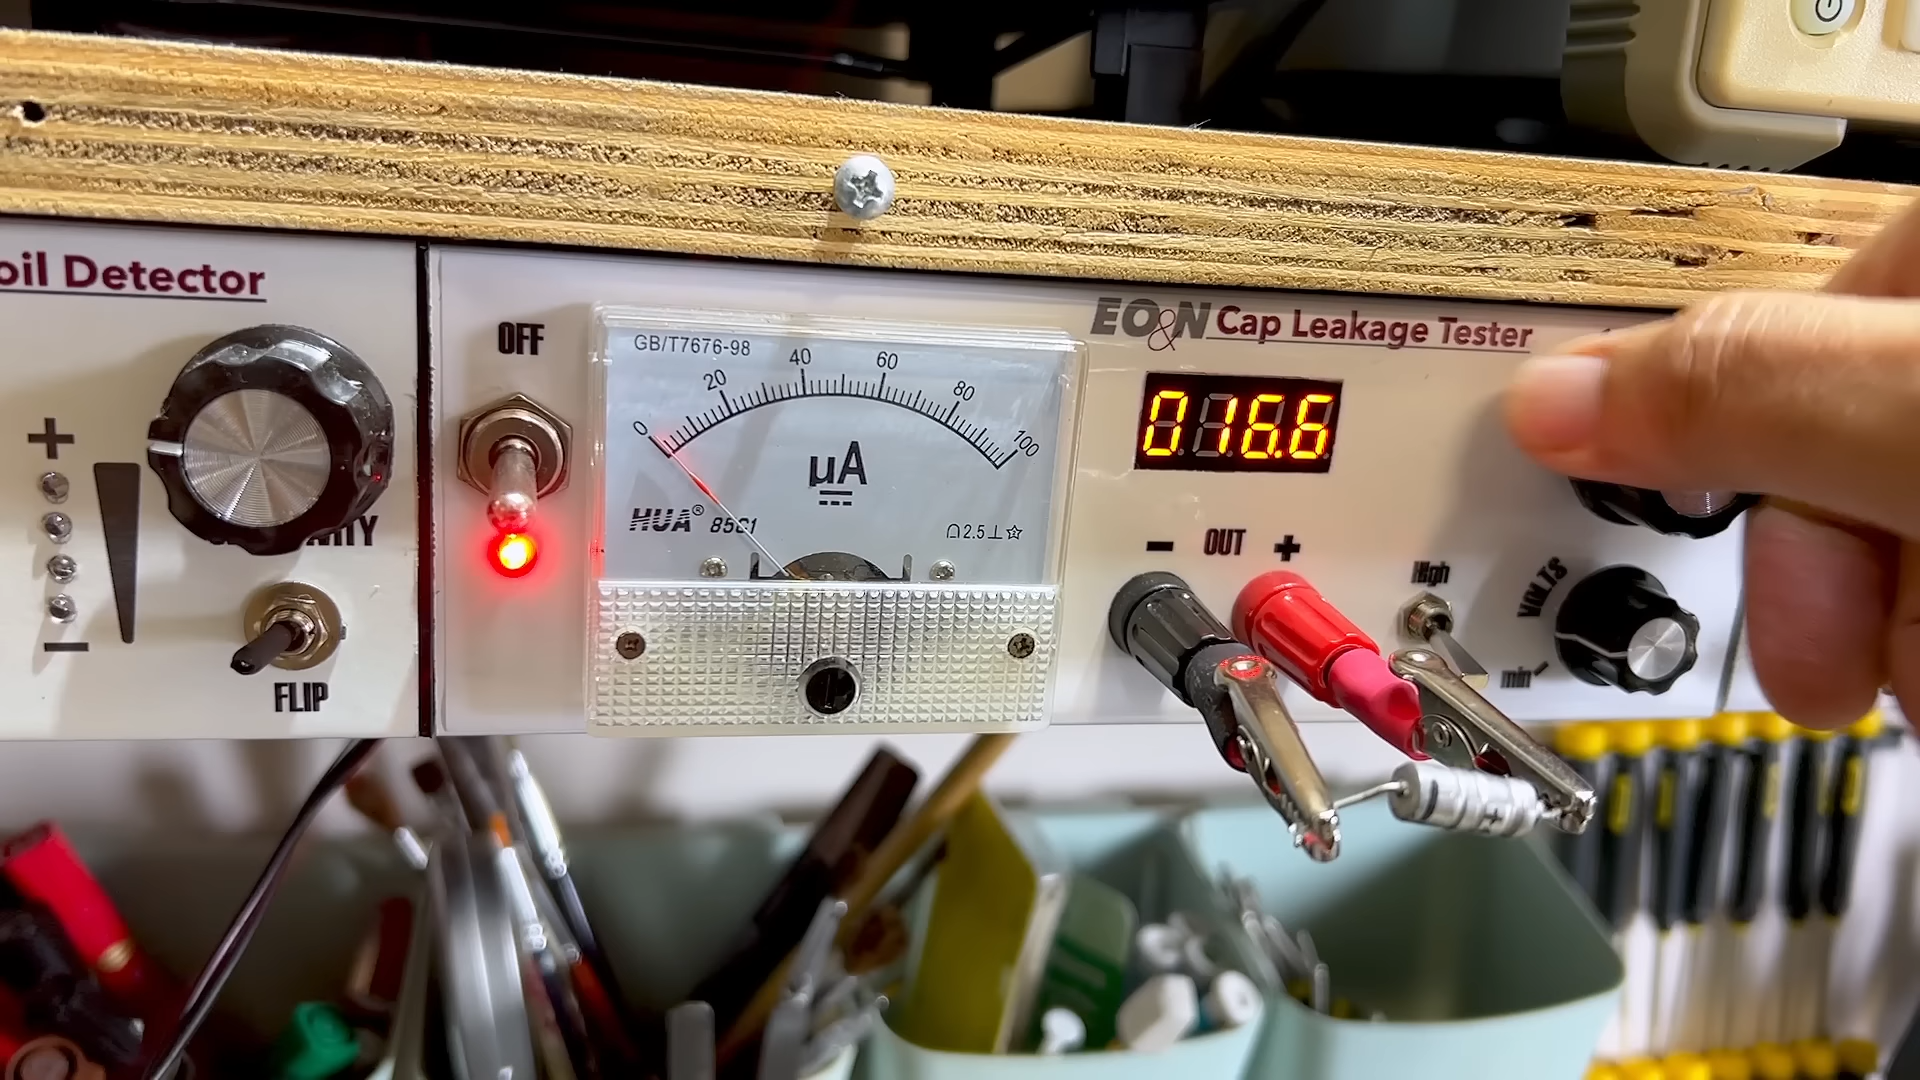 oil Detector
+
−
FLIP
OFF
GB/T7676-98
0 20 40 60 80 100
µA
HUA® 85C1
2.5
EO&N Cap Leakage Tester
016.6
− OUT +
High
VOLTS
min
+